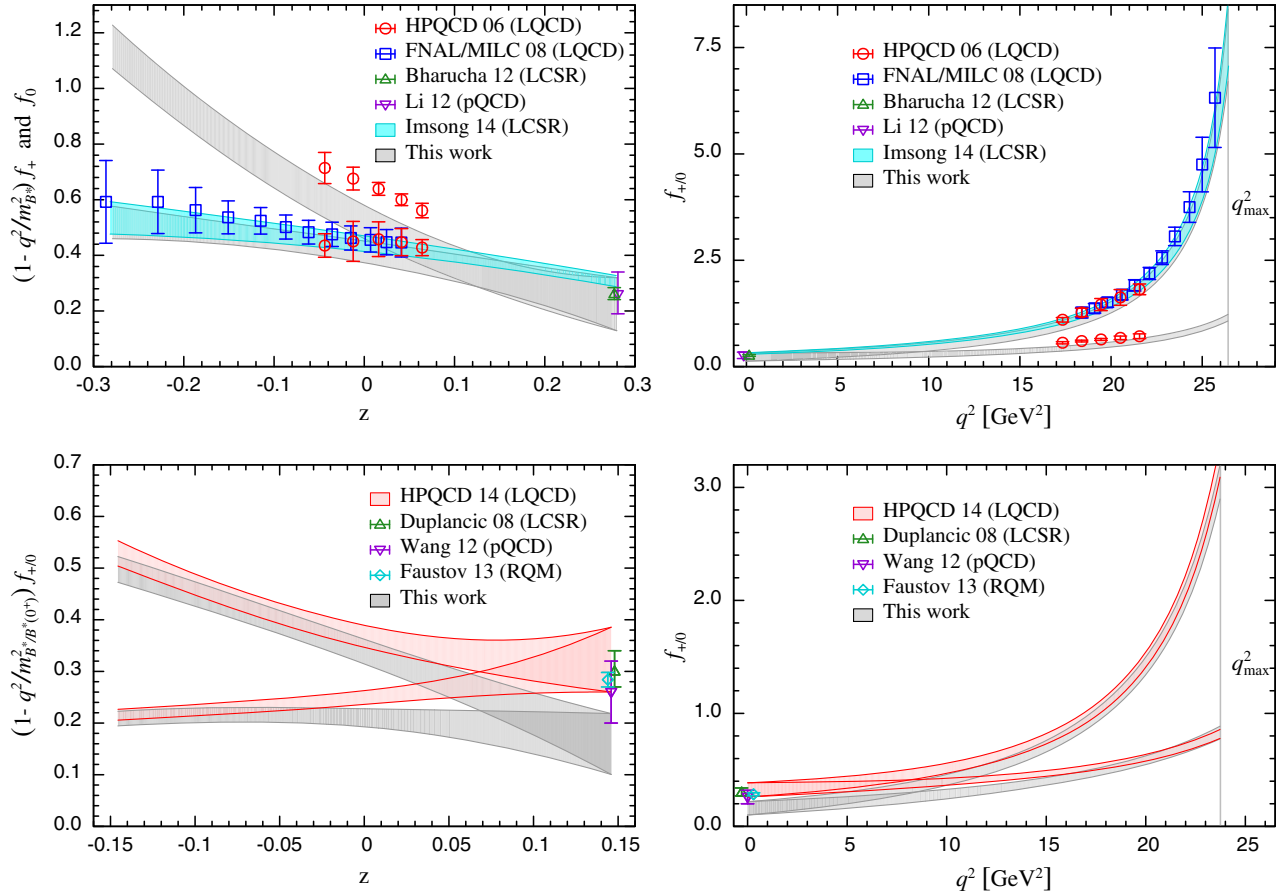 (1- q²/m²_B*) f₊ and f₀
1.2
1.0
0.8
0.6
0.4
0.2
0.0
HPQCD 06 (LQCD)
FNAL/MILC 08 (LQCD)
Bharucha 12 (LCSR)
Li 12 (pQCD)
Imsong 14 (LCSR)
This work
-0.3 -0.2 -0.1 0 0.1 0.2 0.3
z
f₊/₀
7.5
5.0
2.5
0.0
HPQCD 06 (LQCD)
FNAL/MILC 08 (LQCD)
Bharucha 12 (LCSR)
Li 12 (pQCD)
Imsong 14 (LCSR)
This work
q²max
0 5 10 15 20 25
q² [GeV²]
(1- q²/m²_B*/B*(0⁺)) f₊/₀
0.7
0.6
0.5
0.4
0.3
0.2
0.1
0.0
HPQCD 14 (LQCD)
Duplancic 08 (LCSR)
Wang 12 (pQCD)
Faustov 13 (RQM)
This work
-0.15 -0.1 -0.05 0 0.05 0.1 0.15
z
f₊/₀
3.0
2.0
1.0
0.0
HPQCD 14 (LQCD)
Duplancic 08 (LCSR)
Wang 12 (pQCD)
Faustov 13 (RQM)
This work
q²max
0 5 10 15 20 25
q² [GeV²]